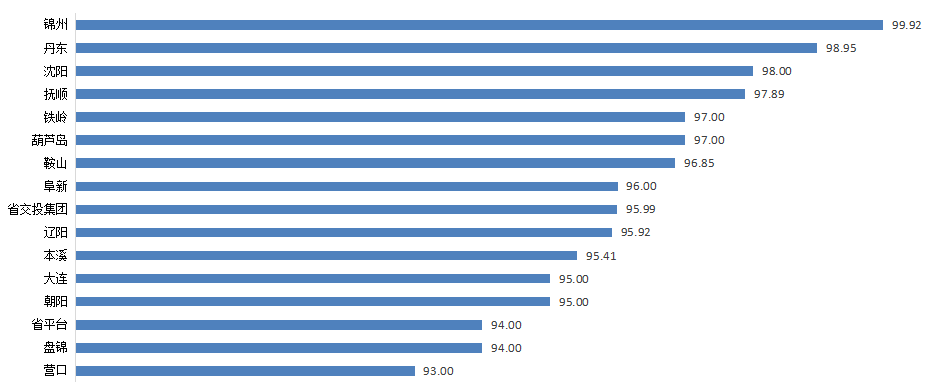 锦州 99.92
丹东 98.95
沈阳 98.00
抚顺 97.89
铁岭 97.00
葫芦岛 97.00
鞍山 96.85
阜新 96.00
省交投集团 95.99
辽阳 95.92
本溪 95.41
大连 95.00
朝阳 95.00
省平台 94.00
盘锦 94.00
营口 93.00